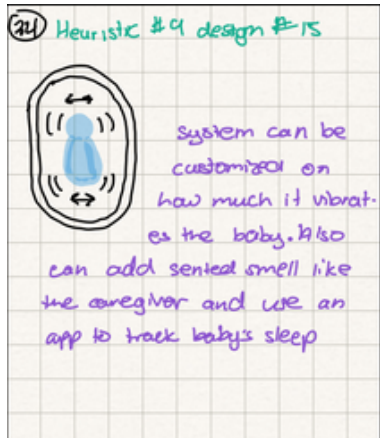 24 Heuristic #9 design #15
system can be
customized on
how much it vibrat-
es the baby. Also
can add sented smell like
the caregiver and use an
app to track baby's sleep